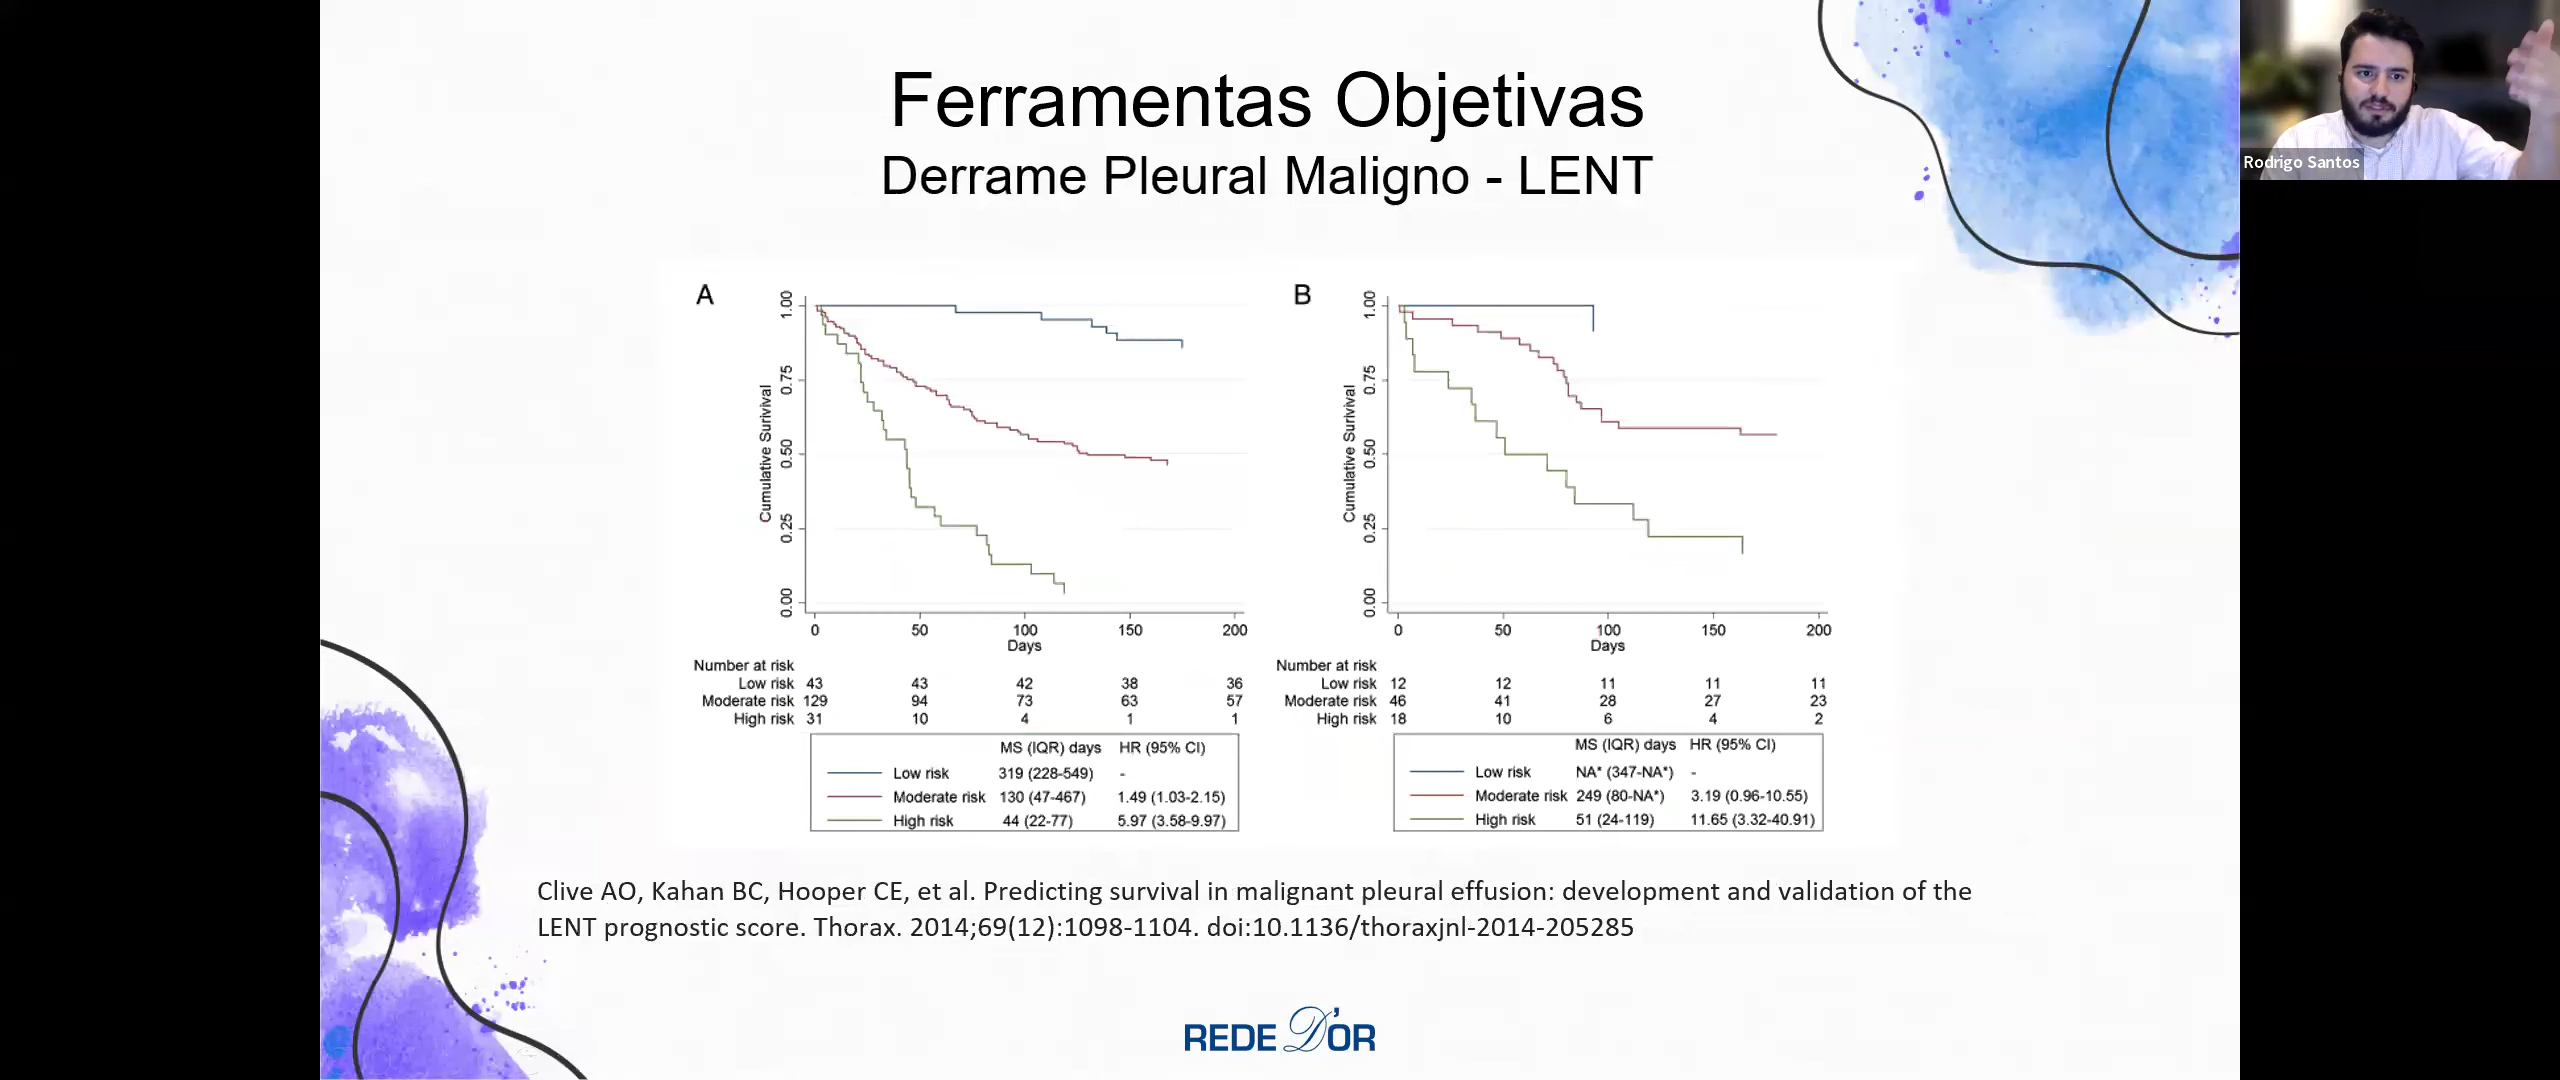 Ferramentas Objetivas
Derrame Pleural Maligno - LENT
Rodrigo Santos
A
Cumulative Surivival
1.00
0.75
0.50
0.25
0.00
0 50 100 150 200
Days
Number at risk
Low risk 43 43 42 38 36
Moderate risk 129 94 73 63 57
High risk 31 10 4 1 1
MS (IQR) days HR (95% CI)
Low risk 319 (228-549) -
Moderate risk 130 (47-467) 1.49 (1.03-2.15)
High risk 44 (22-77) 5.97 (3.58-9.97)
B
Cumulative Surivival
1.00
0.75
0.50
0.25
0.00
0 50 100 150 200
Days
Number at risk
Low risk 12 12 11 11 11
Moderate risk 46 41 28 27 23
High risk 18 10 6 4 2
MS (IQR) days HR (95% CI)
Low risk NA* (347-NA*) -
Moderate risk 249 (80-NA*) 3.19 (0.96-10.55)
High risk 51 (24-119) 11.65 (3.32-40.91)
Clive AO, Kahan BC, Hooper CE, et al. Predicting survival in malignant pleural effusion: development and validation of the
LENT prognostic score. Thorax. 2014;69(12):1098-1104. doi:10.1136/thoraxjnl-2014-205285
REDE D'OR